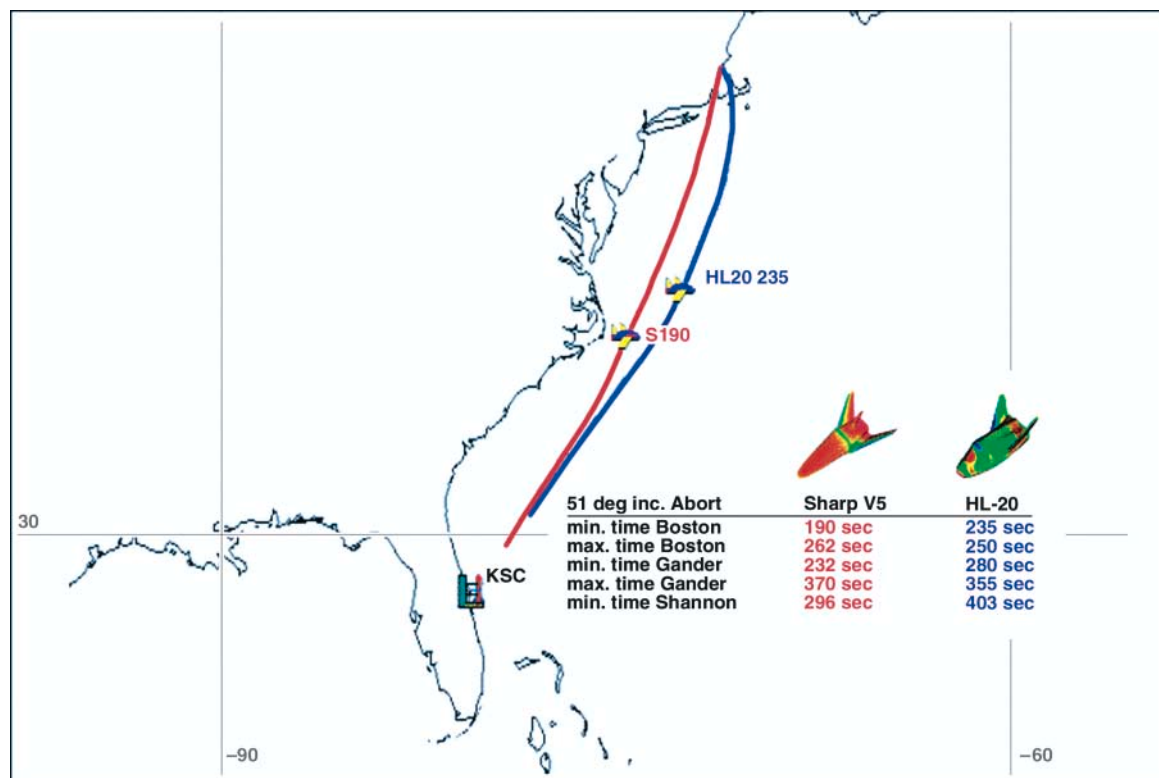 HL20 235
S190
51 deg inc. Abort Sharp V5 HL-20
30
min. time Boston 190 sec 235 sec
max. time Boston 262 sec 250 sec
min. time Gander 232 sec 280 sec
KSC
max. time Gander 370 sec 355 sec
min. time Shannon 296 sec 403 sec
–90
–60